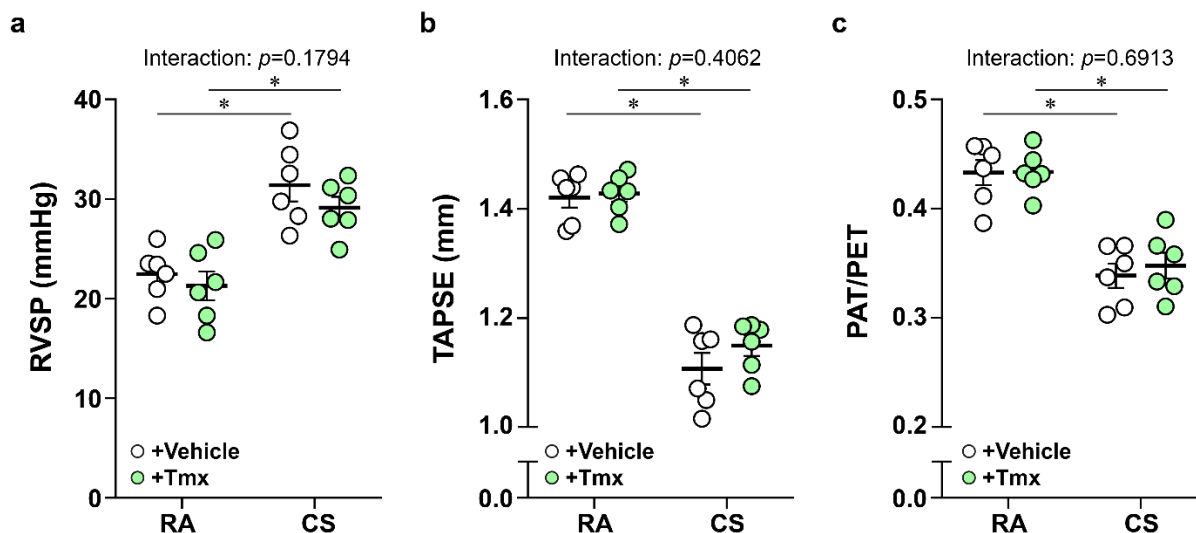 a
Interaction: p=0.1794
*
*
RVSP (mmHg)
40
30
20
10
0
+Vehicle
+Tmx
RA CS
b
Interaction: p=0.4062
*
*
TAPSE (mm)
1.6
1.4
1.2
1.0
0.0
+Vehicle
+Tmx
RA CS
c
Interaction: p=0.6913
*
*
PAT/PET
0.5
0.4
0.3
0.2
0.0
+Vehicle
+Tmx
RA CS